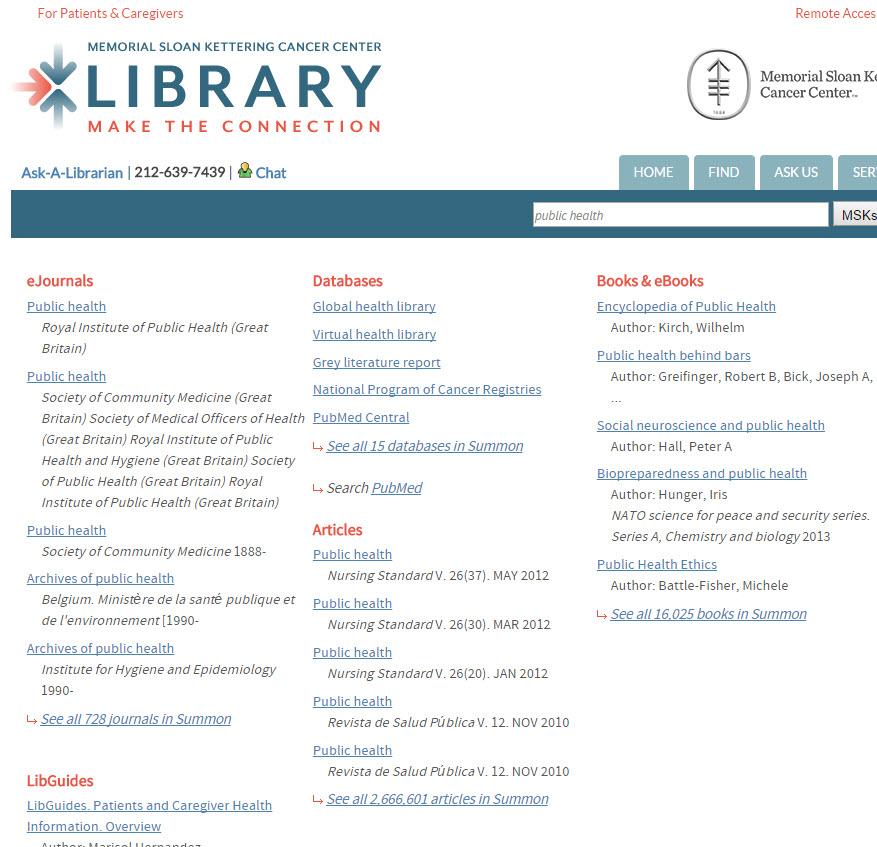 For Patients & Caregivers
Remote Acces
MEMORIAL SLOAN KETTERING CANCER CENTER
LIBRARY
MAKE THE CONNECTION
Memorial Sloan Ke
Cancer Center
Ask-A-Librarian | 212-639-7439 | Chat
HOME
FIND
ASK US
SER
public health
MSKs
eJournals
Public health
Royal Institute of Public Health (Great
Britain)
Public health
Society of Community Medicine (Great
Britain) Society of Medical Officers of Health
(Great Britain) Royal Institute of Public
Health and Hygiene (Great Britain) Society
of Public Health (Great Britain) Royal
Institute of Public Health (Great Britain)
Public health
Society of Community Medicine 1888-
Archives of public health
Belgium. Ministère de la santé publique et
de l'environnement [1990-
Archives of public health
Institute for Hygiene and Epidemiology
1990-
See all 728 journals in Summon
LibGuides
LibGuides. Patients and Caregiver Health
Information. Overview
Author: Marisol Hernandez
Databases
Global health library
Virtual health library
Grey literature report
National Program of Cancer Registries
PubMed Central
See all 15 databases in Summon
Search PubMed
Articles
Public health
Nursing Standard V. 26(37). MAY 2012
Public health
Nursing Standard V. 26(30). MAR 2012
Public health
Nursing Standard V. 26(20). JAN 2012
Public health
Revista de Salud Pública V. 12. NOV 2010
Public health
Revista de Salud Pública V. 12. NOV 2010
See all 2,666,601 articles in Summon
Books & eBooks
Encyclopedia of Public Health
Author: Kirch, Wilhelm
Public health behind bars
Author: Greifinger, Robert B, Bick, Joseph A,
...
Social neuroscience and public health
Author: Hall, Peter A
Biopreparedness and public health
Author: Hunger, Iris
NATO science for peace and security series.
Series A, Chemistry and biology 2013
Public Health Ethics
Author: Battle-Fisher, Michele
See all 16,025 books in Summon